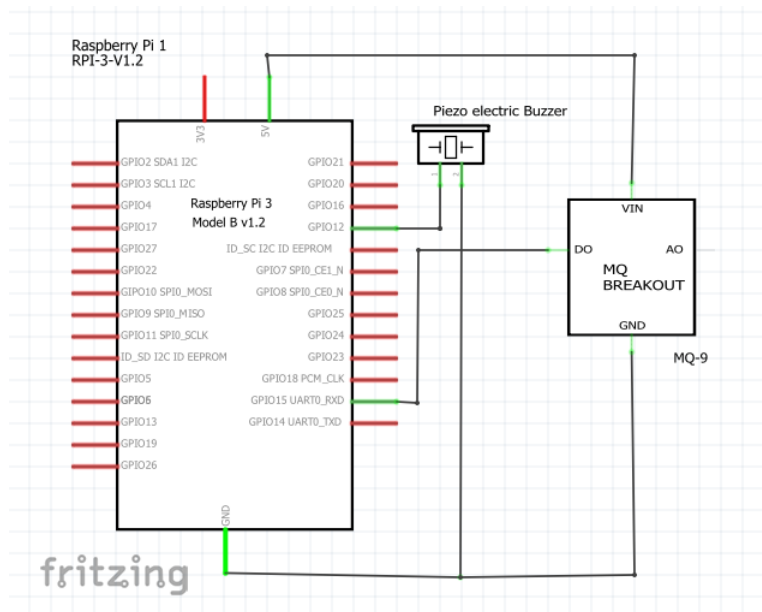 Raspberry Pi 1
RPI-3-V1.2
3V3
5V
Piezo electric Buzzer
1
2
GPIO2 SDA1 I2C
GPIO21
GPIO3 SCL1 I2C
GPIO20
GPIO4
GPIO16
GPIO17
GPIO12
Raspberry Pi 3
Model B v1.2
GPIO27
ID_SC I2C ID EEPROM
GPIO22
GPIO7 SPI0_CE1_N
GIPO10 SPI0_MOSI
GPIO8 SPI0_CE0_N
GPIO9 SPI0_MISO
GPIO25
GPIO11 SPI0_SCLK
GPIO24
ID_SD I2C ID EEPROM
GPIO23
GPIO5
GPIO18 PCM_CLK
GPIO6
GPIO15 UART0_RXD
GPIO13
GPIO14 UART0_TXD
GPIO19
GPIO26
GND
VIN
DO
AO
MQ
BREAKOUT
GND
MQ-9
fritzing